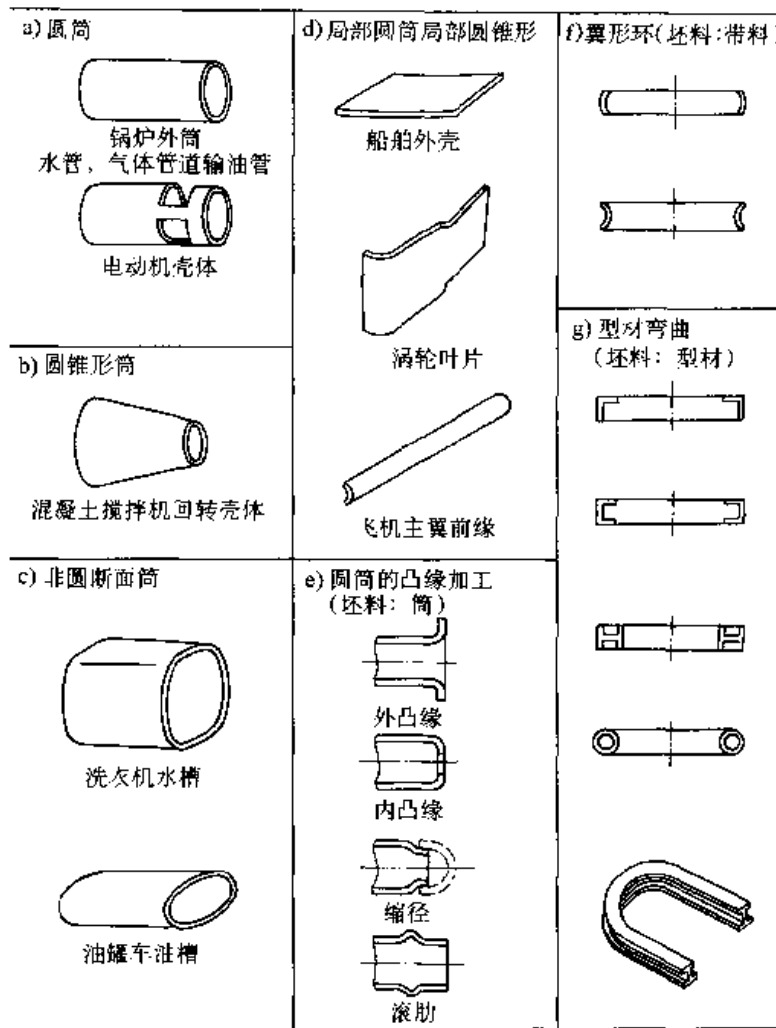 a) 圆筒
锅炉外筒
水管，气体管道输油管
电动机壳体
b) 圆锥形筒
混凝土搅拌机回转壳体
c) 非圆断面筒
洗衣机水槽
油罐车油槽
d) 局部圆筒局部圆锥形
船舶外壳
涡轮叶片
飞机主翼前缘
e) 圆筒的凸缘加工
(坯料：筒)
外凸缘
内凸缘
缩径
滚肋
f) 翼形环(坯料：带料)
g) 型材弯曲
(坯料：型材)